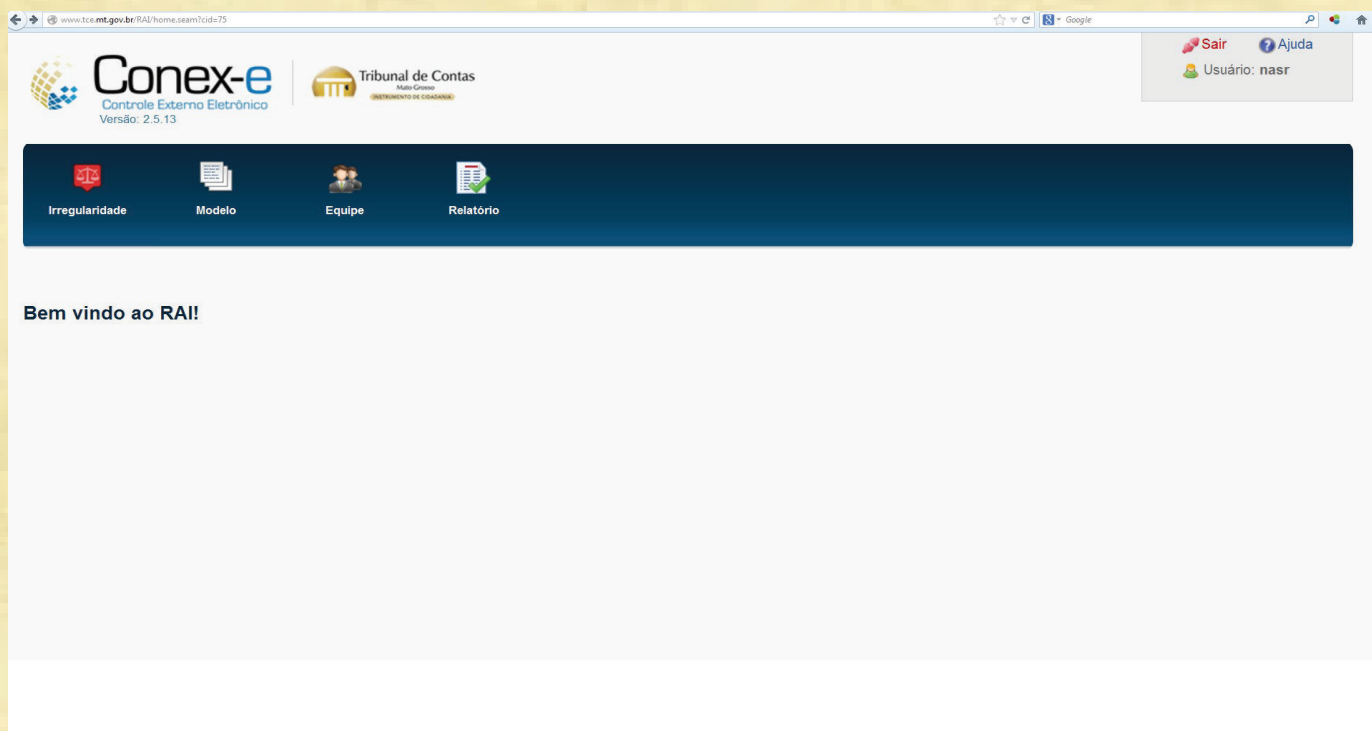 www.tce.mt.gov.br/RAI/home.seam?cid=75
Google
Sair Ajuda
Usuário: nasr
Conex-e
Controle Externo Eletrônico
Versão: 2.5.13
Tribunal de Contas
Mato Grosso
INSTRUMENTO DE CIDADANIA
Irregularidade Modelo Equipe Relatório
Bem vindo ao RAI!